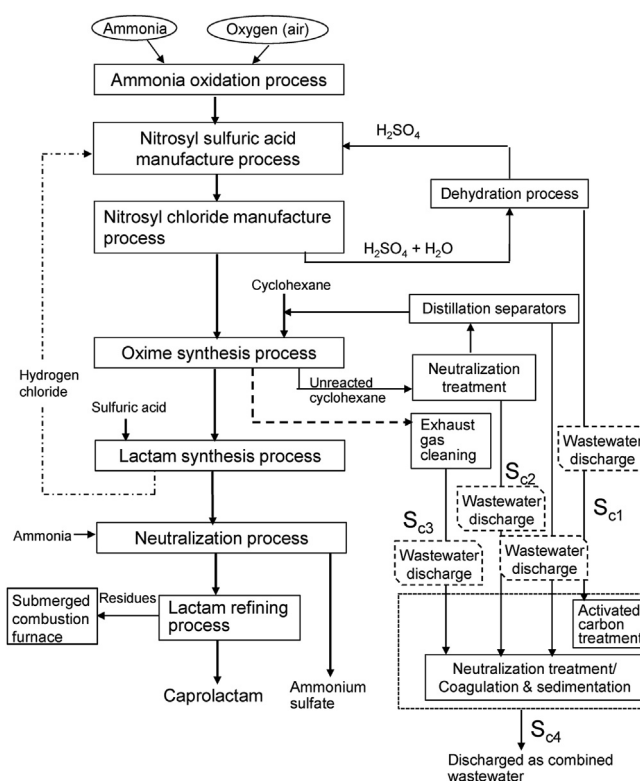 Ammonia
Oxygen (air)
Ammonia oxidation process
Nitrosyl sulfuric acid
manufacture process
H₂SO₄
Dehydration process
Nitrosyl chloride manufacture
process
H₂SO₄ + H₂O
Cyclohexane
Distillation separators
Oxime synthesis process
Hydrogen
chloride
Unreacted
cyclohexane
Neutralization
treatment
Sulfuric acid
Exhaust
gas
cleaning
Wastewater
discharge
Lactam synthesis process
Sc2
Sc1
Wastewater
discharge
Sc3
Ammonia
Neutralization process
Wastewater
discharge
Wastewater
discharge
Submerged
combustion
furnace
Residues
Lactam refining
process
Activated
carbon
treatment
Neutralization treatment/
Coagulation & sedimentation
Caprolactam
Ammonium
sulfate
Sc4
Discharged as combined
wastewater